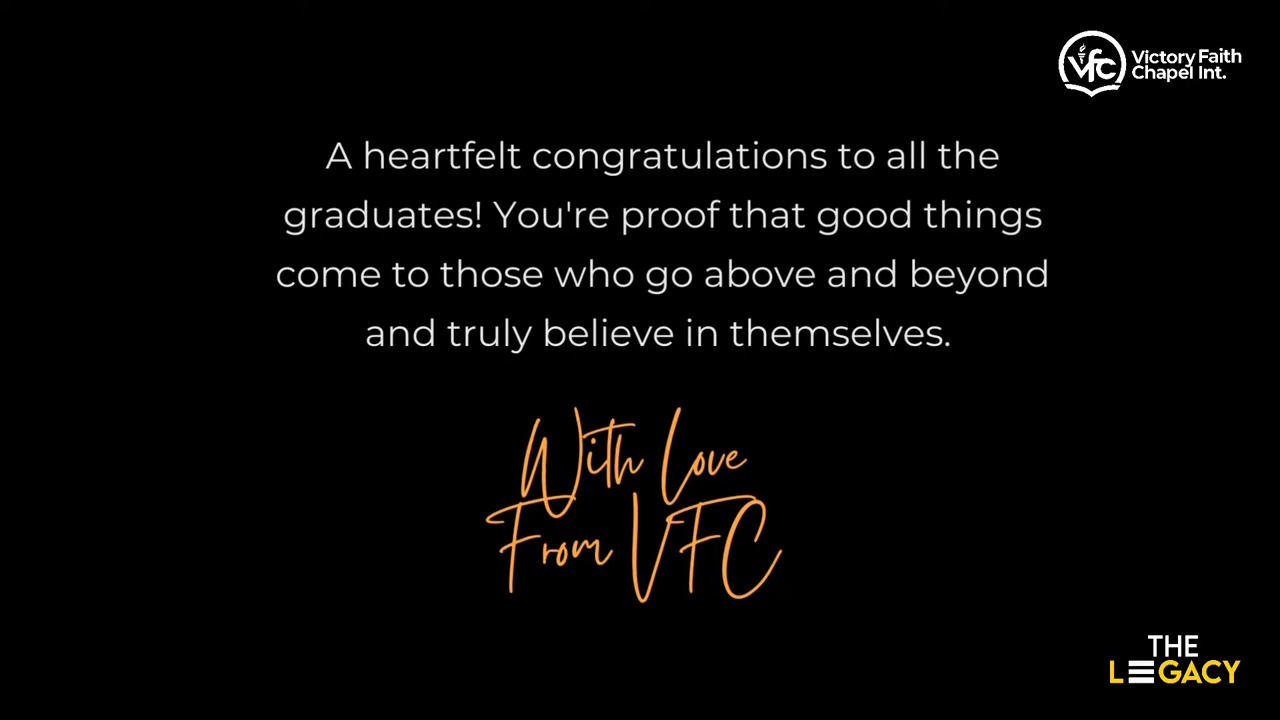 vfc Victory Faith
Chapel Int.
A heartfelt congratulations to all the
graduates! You're proof that good things
come to those who go above and beyond
and truly believe in themselves.
With Love
From VFC
THE
LEGACY